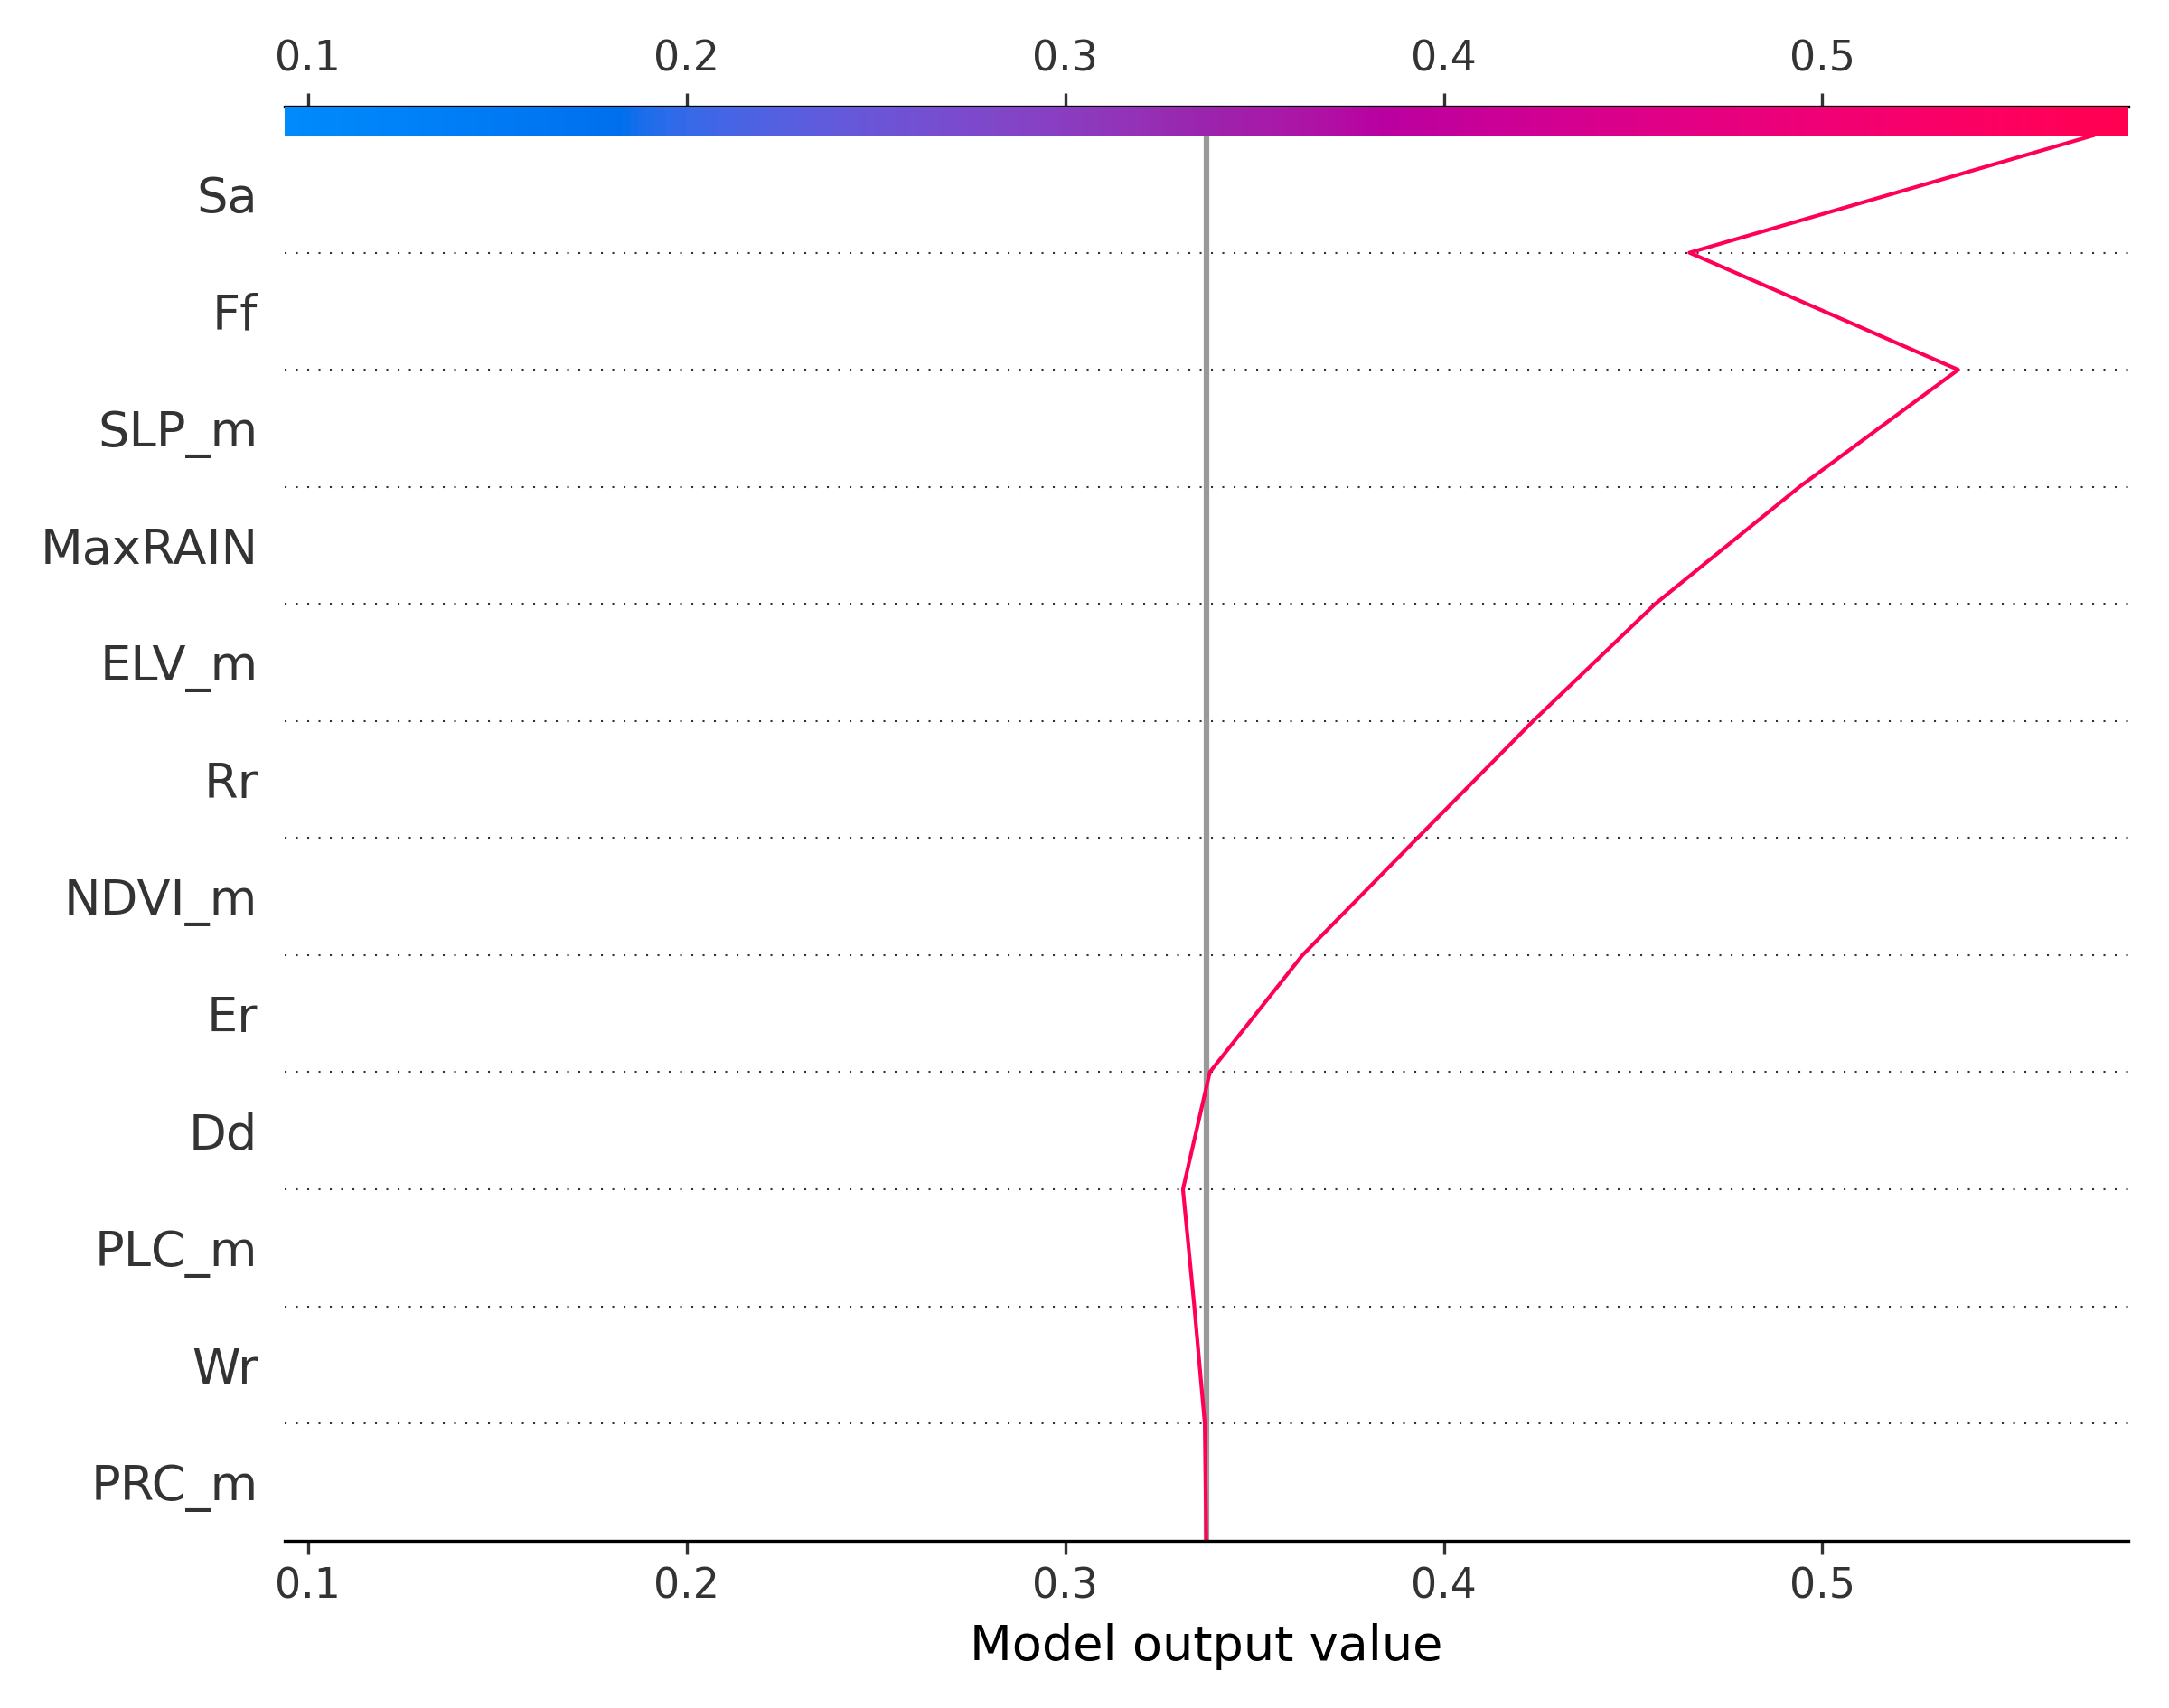 0.1 0.2 0.3 0.4 0.5
Sa
Ff
SLP_m
MaxRAIN
ELV_m
Rr
NDVI_m
Er
Dd
PLC_m
Wr
PRC_m
0.1 0.2 0.3 0.4 0.5
Model output value